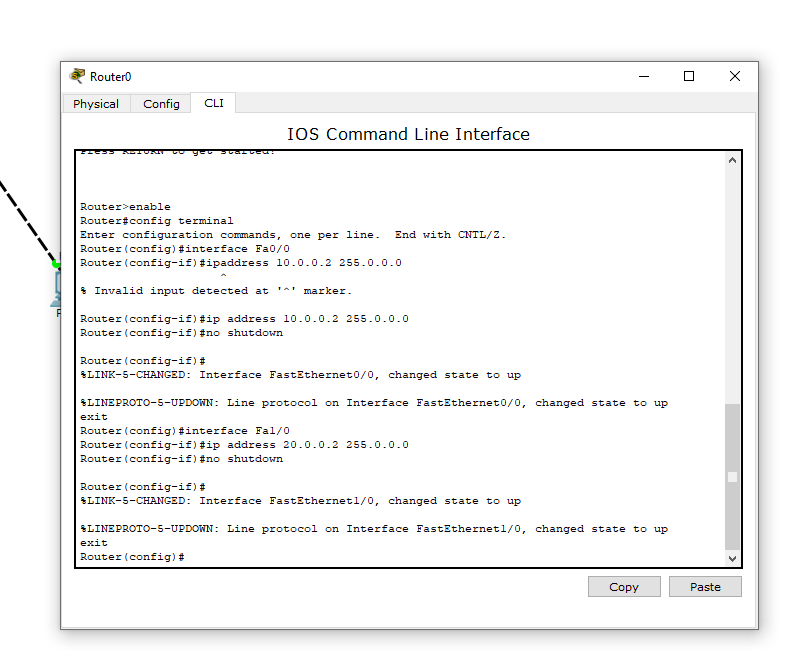 Router0
Physical Config CLI
IOS Command Line Interface
Press RETURN to get started!
Router>enable
Router#config terminal
Enter configuration commands, one per line.  End with CNTL/Z.
Router(config)#interface Fa0/0
Router(config-if)#ipaddress 10.0.0.2 255.0.0.0
^
% Invalid input detected at '^' marker.
Router(config-if)#ip address 10.0.0.2 255.0.0.0
Router(config-if)#no shutdown
Router(config-if)#
%LINK-5-CHANGED: Interface FastEthernet0/0, changed state to up
%LINEPROTO-5-UPDOWN: Line protocol on Interface FastEthernet0/0, changed state to up
exit
Router(config)#interface Fa1/0
Router(config-if)#ip address 20.0.0.2 255.0.0.0
Router(config-if)#no shutdown
Router(config-if)#
%LINK-5-CHANGED: Interface FastEthernet1/0, changed state to up
%LINEPROTO-5-UPDOWN: Line protocol on Interface FastEthernet1/0, changed state to up
exit
Router(config)#
Copy Paste